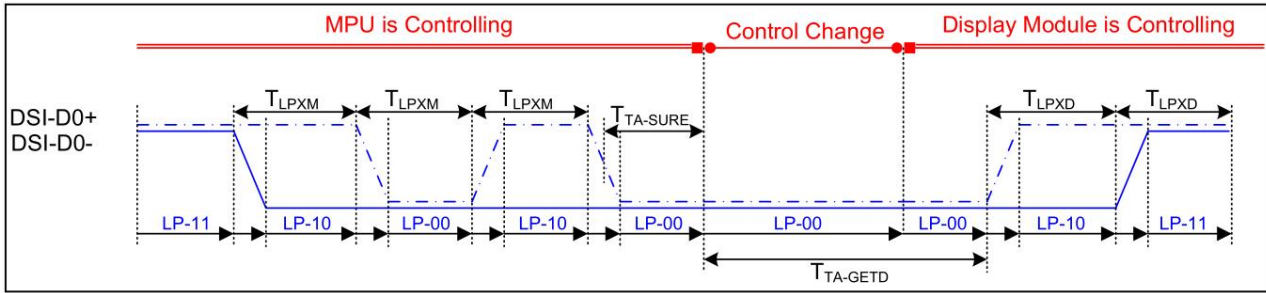 MPU is Controlling Control Change Display Module is Controlling
TLPXM TLPXM TLPXM TLPXD TLPXD
DSI-D0+ TTA-SURE
DSI-D0-
LP-11 LP-10 LP-00 LP-10 LP-00 LP-00 LP-00 LP-10 LP-11
TTA-GETD